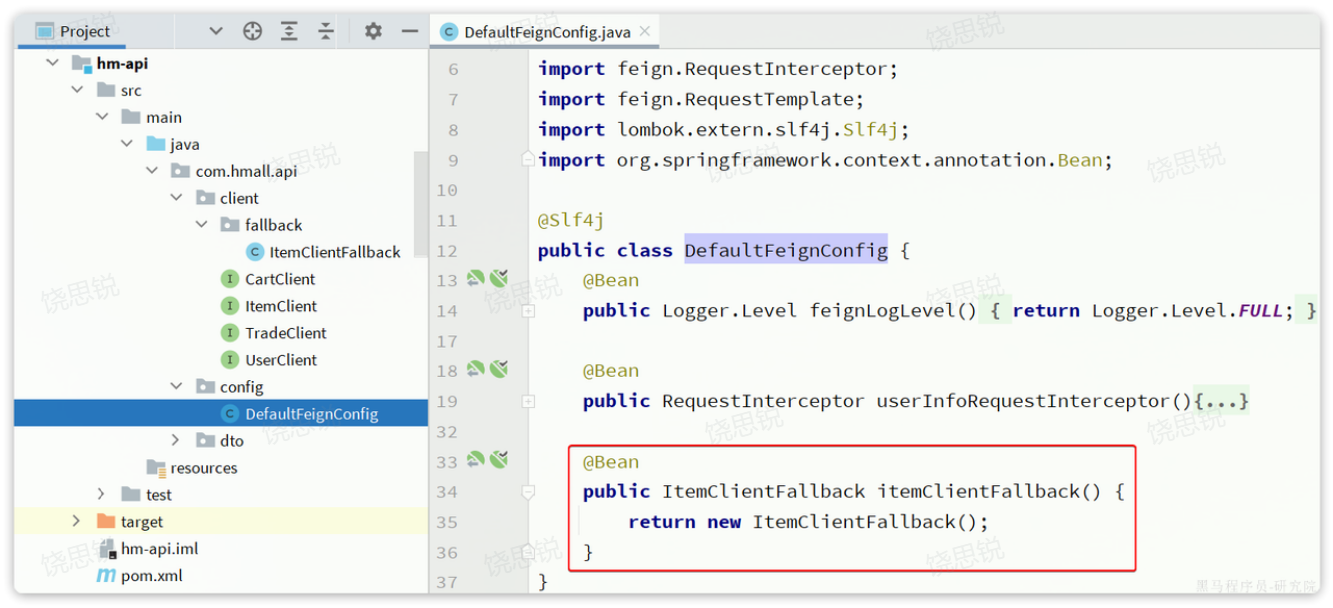 Project
hm-api
src
main
java
com.hmall.api
client
fallback
ItemClientFallback
CartClient
ItemClient
TradeClient
UserClient
config
DefaultFeignConfig
dto
resources
test
target
hm-api.iml
pom.xml
DefaultFeignConfig.java
6 import feign.RequestInterceptor;
7 import feign.RequestTemplate;
8 import lombok.extern.slf4j.Slf4j;
9 import org.springframework.context.annotation.Bean;
10
11 @Slf4j
12 public class DefaultFeignConfig {
13 @Bean
14 public Logger.Level feignLogLevel() { return Logger.Level.FULL; }
17
18 @Bean
19 public RequestInterceptor userInfoRequestInterceptor(){...}
32
33 @Bean
34 public ItemClientFallback itemClientFallback() {
35 return new ItemClientFallback();
36 }
37 }
饶思锐
黑马程序员-研究院